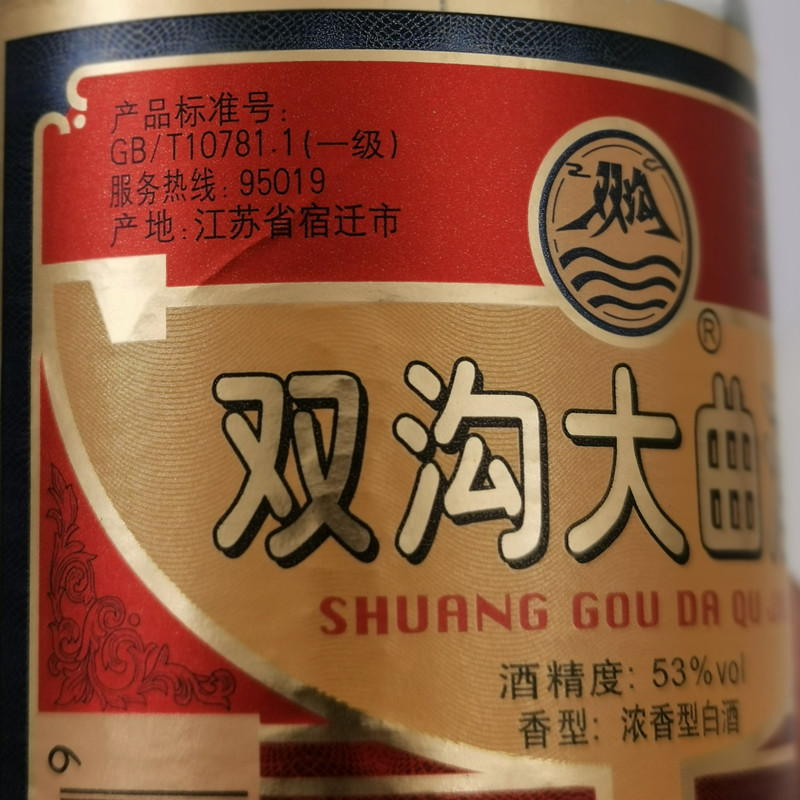 产品标准号:
GB/T10781.1(一级)
服务热线: 95019
产地: 江苏省宿迁市
双沟
®
双沟大曲
SHUANG GOU DA QU
酒精度: 53%vol
香型: 浓香型白酒